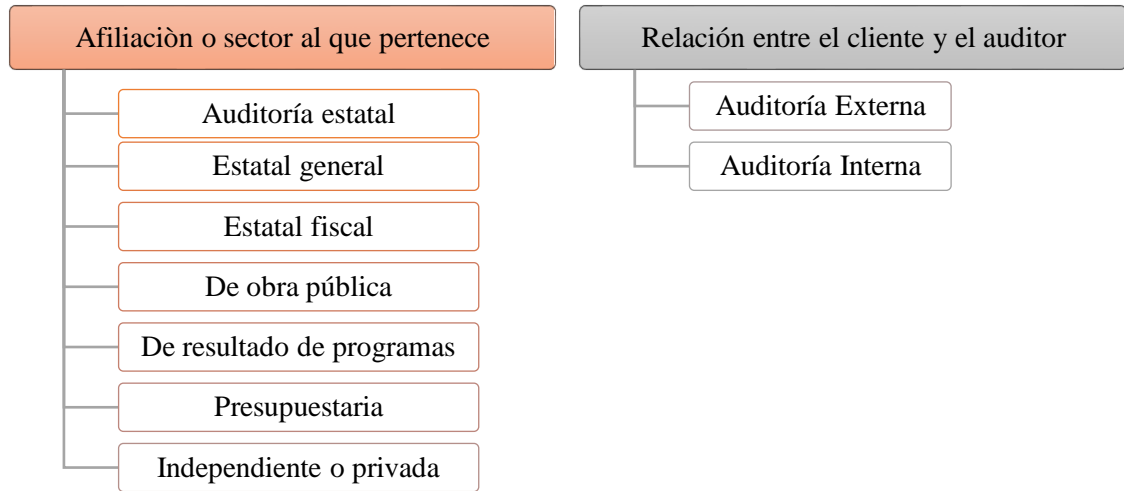 Afiliaciòn o sector al que pertenece
Auditoría estatal
Estatal general
Estatal fiscal
De obra pública
De resultado de programas
Presupuestaria
Independiente o privada
Relación entre el cliente y el auditor
Auditoría Externa
Auditoría Interna